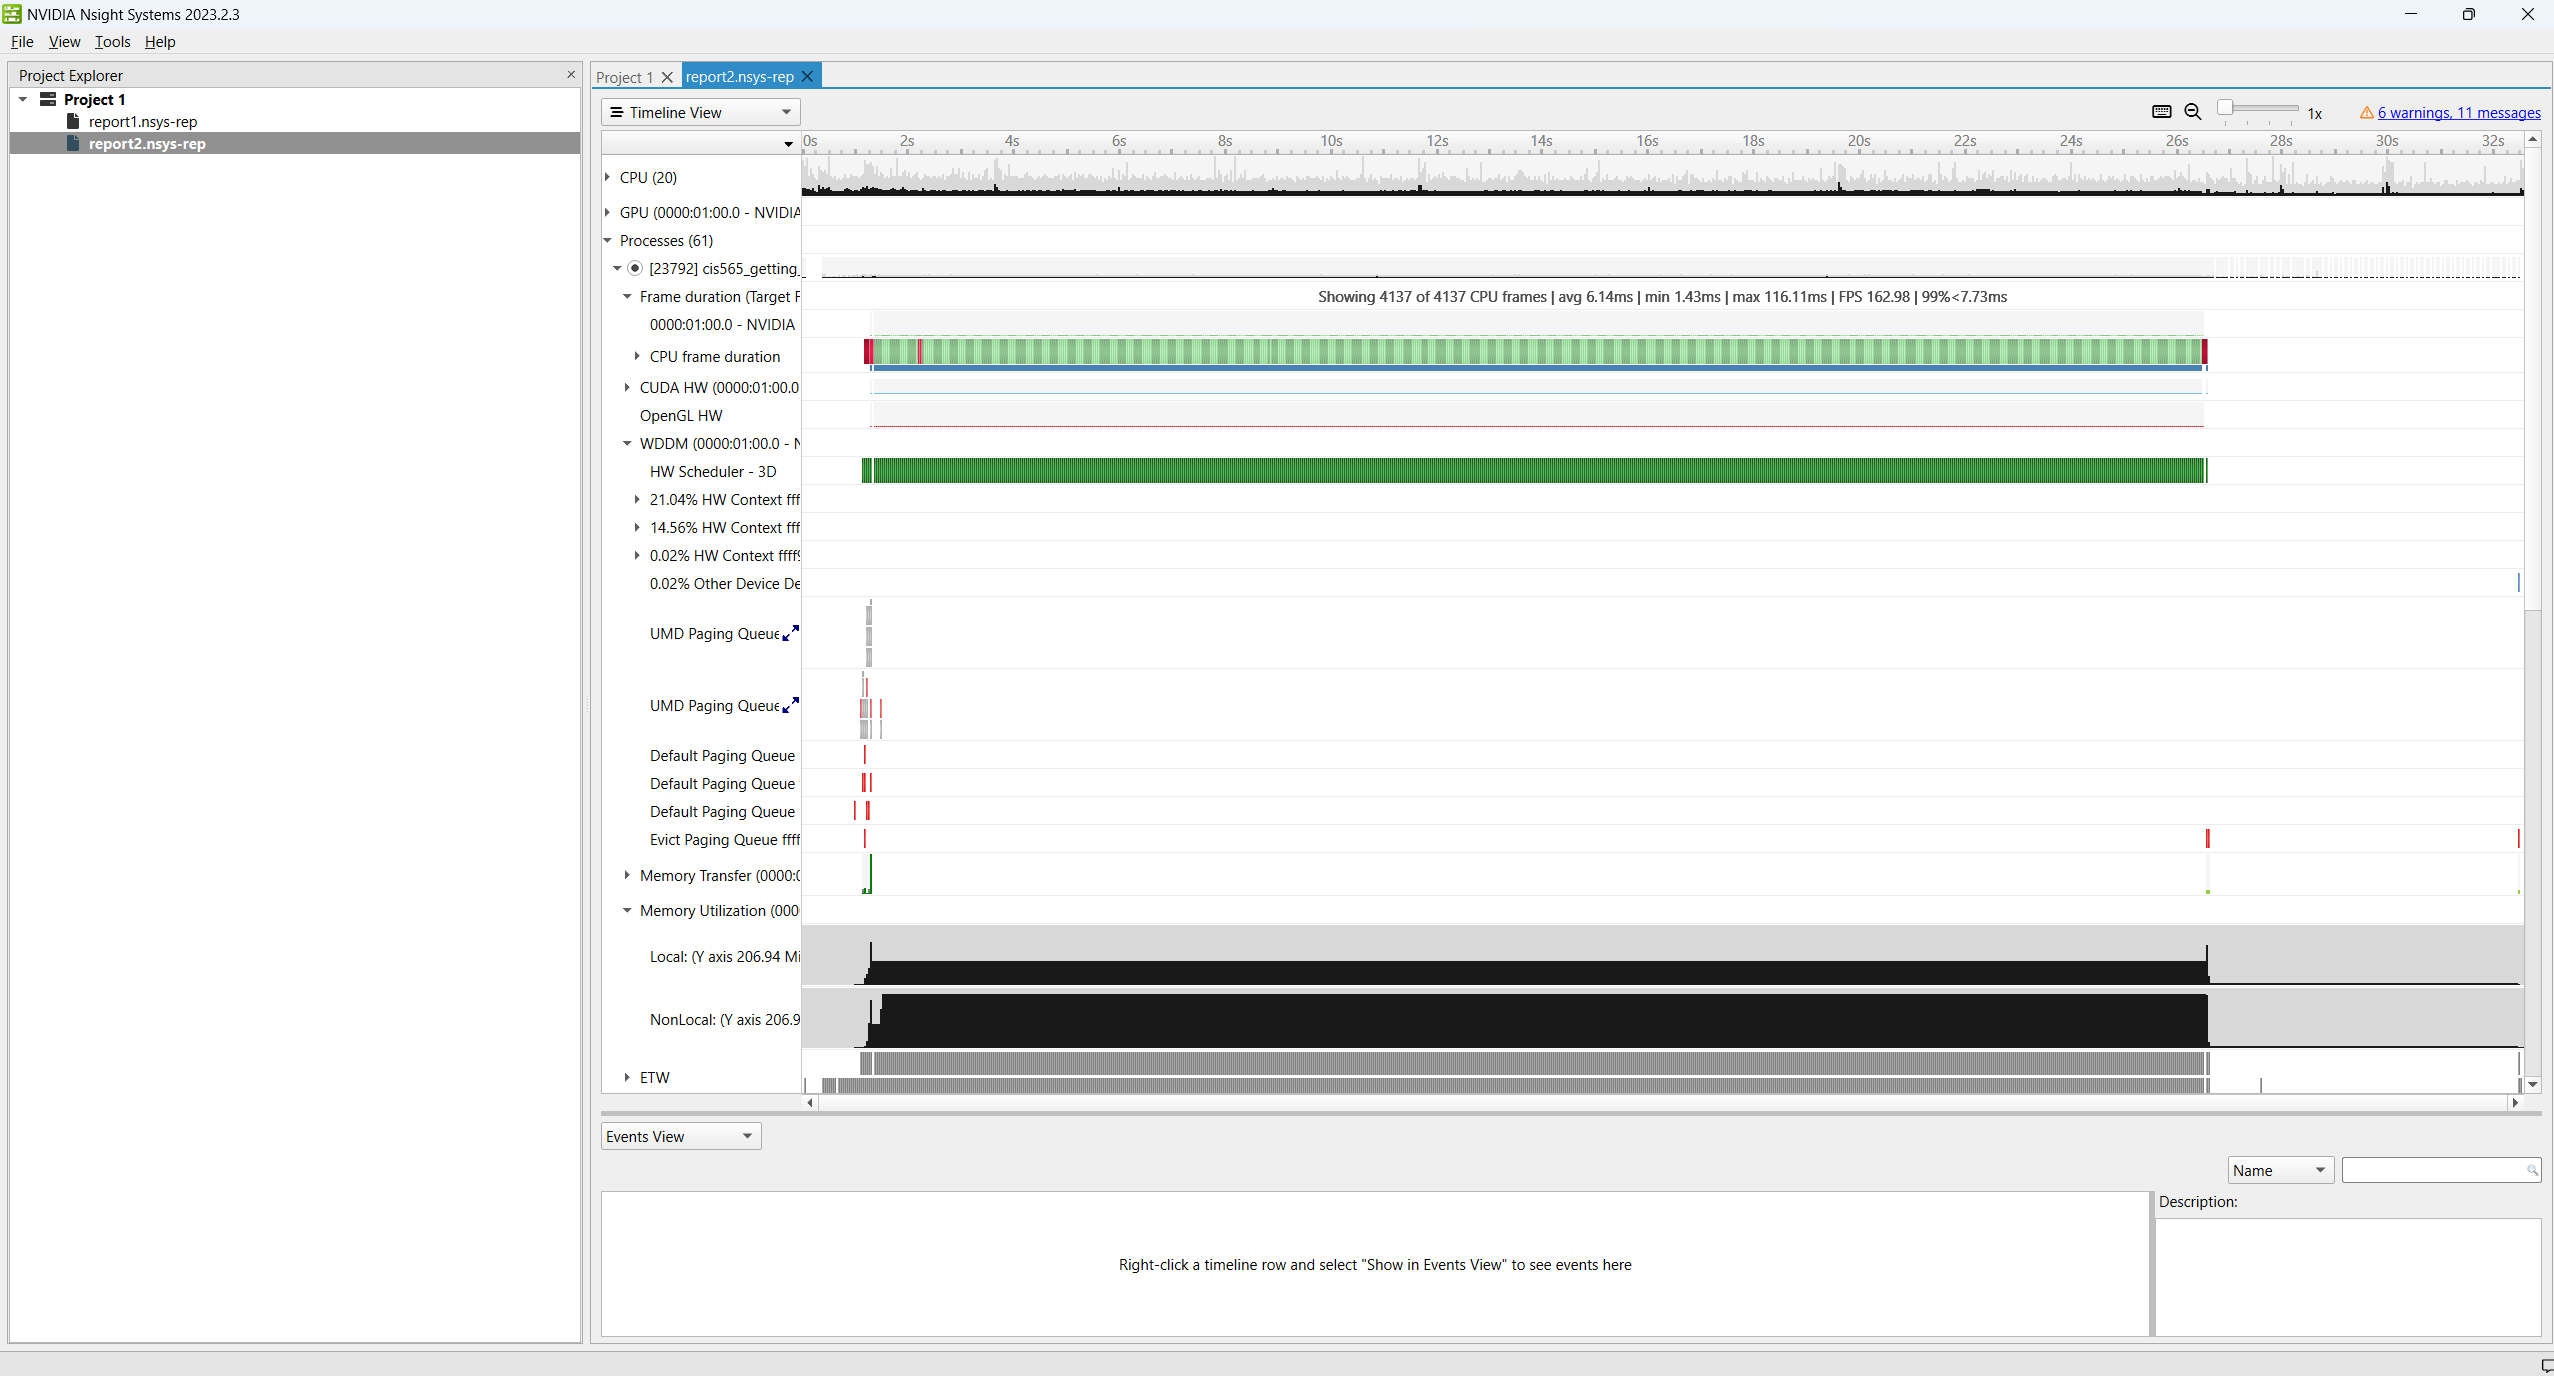 NVIDIA Nsight Systems 2023.2.3
File View Tools Help
Project Explorer
Project 1
report1.nsys-rep
report2.nsys-rep
Project 1 report2.nsys-rep
Timeline View
1x
6 warnings, 11 messages
0s 2s 4s 6s 8s 10s 12s 14s 16s 18s 20s 22s 24s 26s 28s 30s 32s
CPU (20)
GPU (0000:01:00.0 - NVIDIA
Processes (61)
[23792] cis565_getting_
Frame duration (Target F
Showing 4137 of 4137 CPU frames | avg 6.14ms | min 1.43ms | max 116.11ms | FPS 162.98 | 99%<7.73ms
0000:01:00.0 - NVIDIA
CPU frame duration
CUDA HW (0000:01:00.0
OpenGL HW
WDDM (0000:01:00.0 - N
HW Scheduler - 3D
21.04% HW Context fff
14.56% HW Context fff
0.02% HW Context ffff9
0.02% Other Device De
UMD Paging Queue
UMD Paging Queue
Default Paging Queue
Default Paging Queue
Default Paging Queue
Evict Paging Queue ffff
Memory Transfer (0000:0
Memory Utilization (000
Local: (Y axis 206.94 Mi
NonLocal: (Y axis 206.9
ETW
Events View
Name
Description:
Right-click a timeline row and select "Show in Events View" to see events here